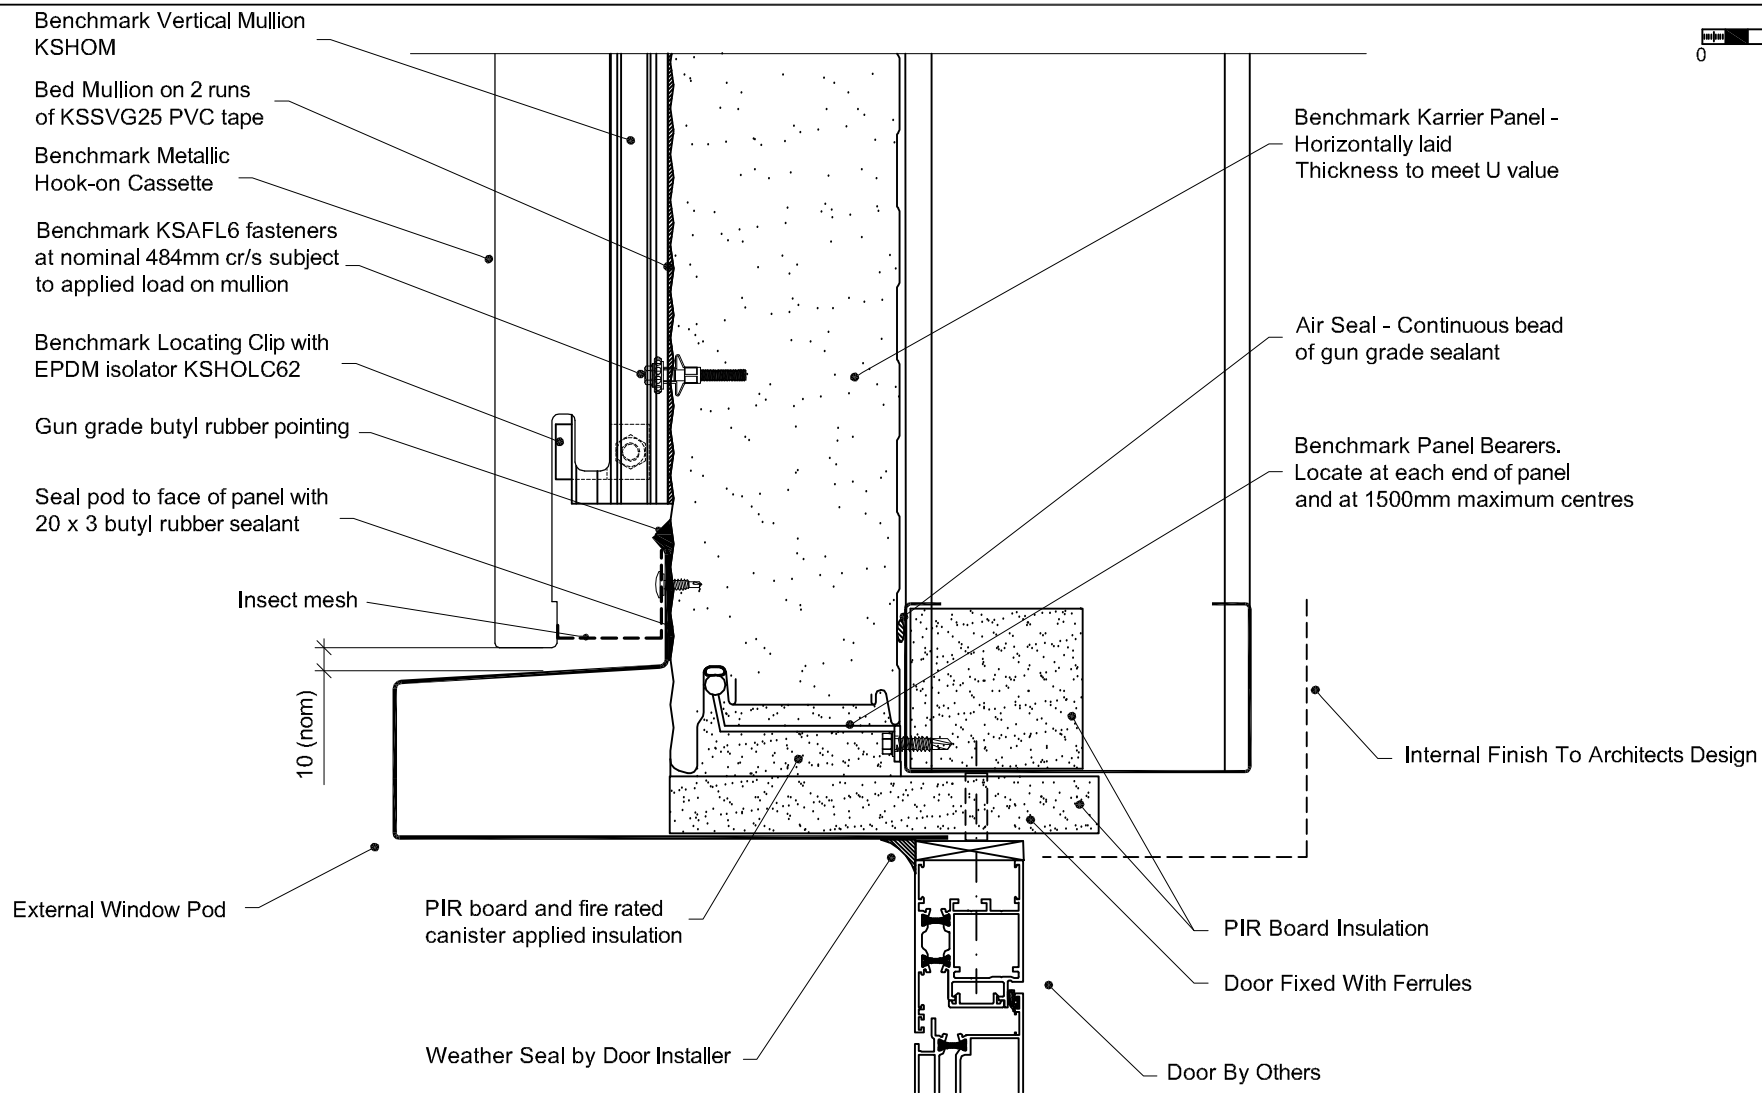 Benchmark Vertical Mullion
KSHOM
Bed Mullion on 2 runs
of KSSVG25 PVC tape
Benchmark Metallic
Hook-on Cassette
Benchmark KSAFL6 fasteners
at nominal 484mm cr/s subject
to applied load on mullion
Benchmark Locating Clip with
EPDM isolator KSHOLC62
Gun grade butyl rubber pointing
Seal pod to face of panel with
20 x 3 butyl rubber sealant
Insect mesh
10 (nom)
External Window Pod
PIR board and fire rated
canister applied insulation
Weather Seal by Door Installer
0
Benchmark Karrier Panel -
Horizontally laid
Thickness to meet U value
Air Seal - Continuous bead
of gun grade sealant
Benchmark Panel Bearers.
Locate at each end of panel
and at 1500mm maximum centres
Internal Finish To Architects Design
PIR Board Insulation
Door Fixed With Ferrules
Door By Others